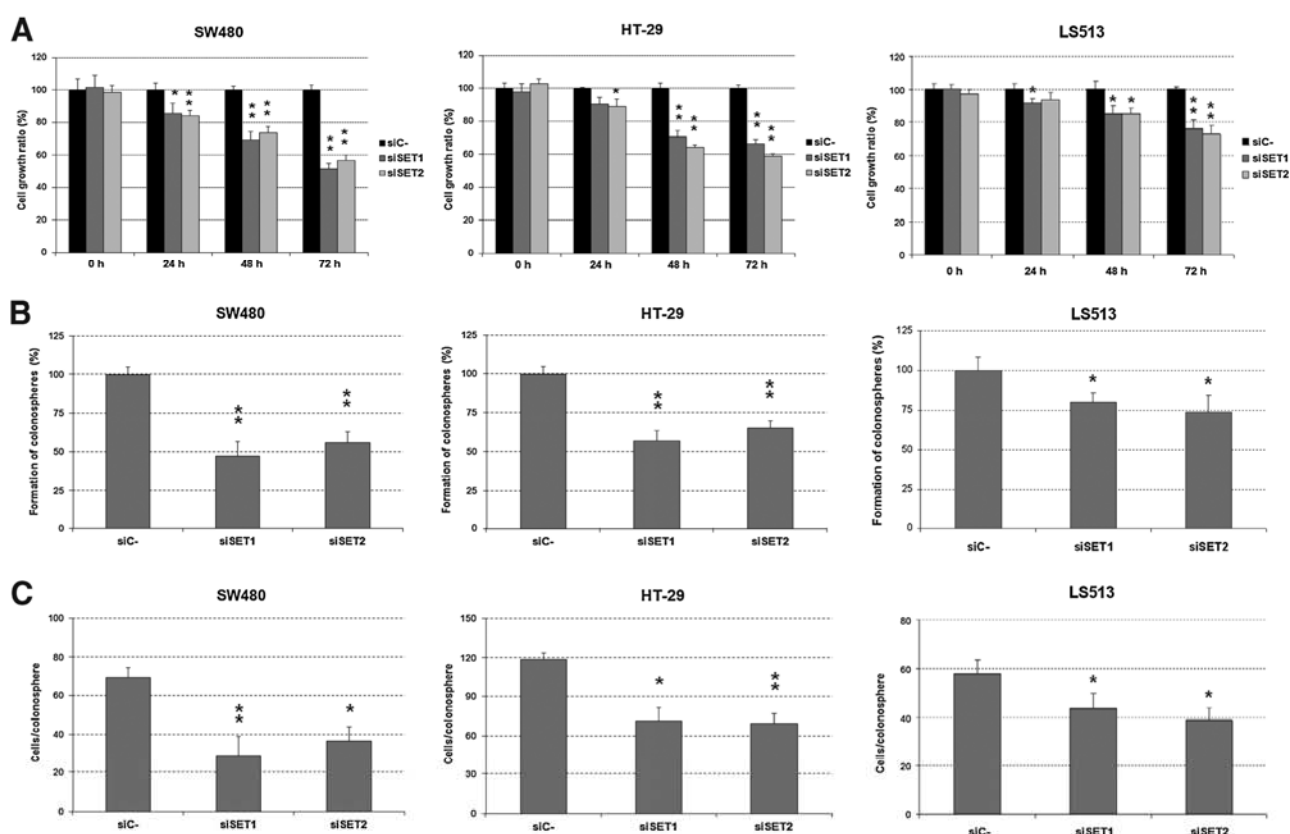 A
SW480
120
100
80
60
40
20
0
Cell growth ratio (%)
* * * * * * * * * * *
0 h 24 h 48 h 72 h
siC-
siSET1
siSET2
HT-29
120
100
80
60
40
20
0
Cell growth ratio (%)
* * * * * * * * *
0 h 24 h 48 h 72 h
siC-
siSET1
siSET2
LS513
120
100
80
60
40
20
0
Cell growth ratio (%)
* * * * * * *
0 h 24 h 48 h 72 h
siC-
siSET1
siSET2
B
SW480
125
100
75
50
25
0
Formation of colonospheres (%)
* * * *
siC- siSET1 siSET2
HT-29
125
100
75
50
25
0
Formation of colonospheres (%)
* * * *
siC- siSET1 siSET2
LS513
125
100
75
50
25
0
Formation of colonospheres (%)
* *
siC- siSET1 siSET2
C
SW480
100
80
60
40
20
0
Cells/colonosphere
* * *
siC- siSET1 siSET2
HT-29
150
120
90
60
30
0
Cells/colonosphere
* * *
siC- siSET1 siSET2
LS513
80
60
40
20
0
Cells/colonosphere
* *
siC- siSET1 siSET2